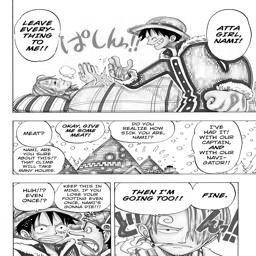 ATTA
GIRL,
NAMI!
LEAVE
EVERY-
THING
TO ME!!
ぱしんっ!!
I'VE
HAD IT!
WITH OUR
CAPTAIN,
AND
WITH OUR
NAVI-
GATOR!!
DO YOU
REALIZE HOW
SICK YOU ARE,
NAMI?
OKAY, GIVE
ME SOME
MEAT!
MEAT?
NAMI, ARE
YOU SURE
ABOUT THIS!?
THAT CLIMB
WILL TAKE
MANY HOURS.
FINE.
THEN I'M
GOING TOO!!
KEEP THIS IN
MIND. IF YOU
LOSE YOUR
FOOTING EVEN
ONCE, NAMI'S
GONNA DIE!!!
HUH!?
EVEN
ONCE!?